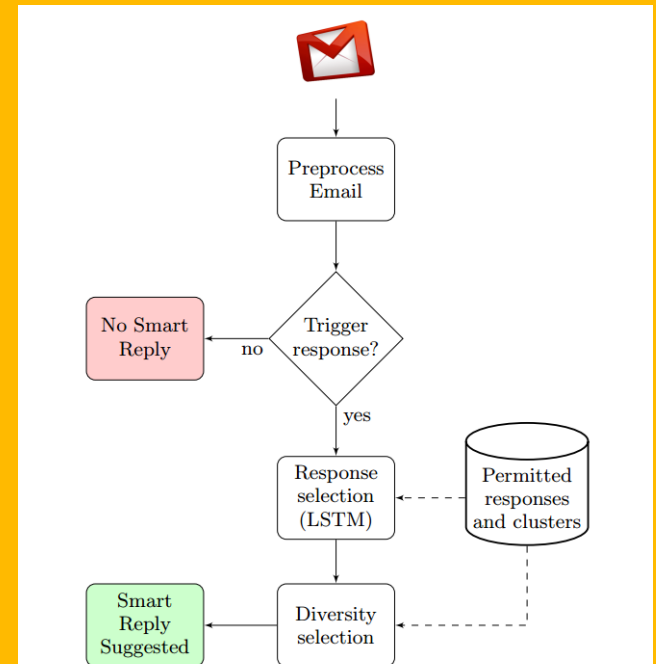 Preprocess
Email
Trigger
response?
no
No Smart
Reply
yes
Response
selection
(LSTM)
Permitted
responses
and clusters
Diversity
selection
Smart
Reply
Suggested